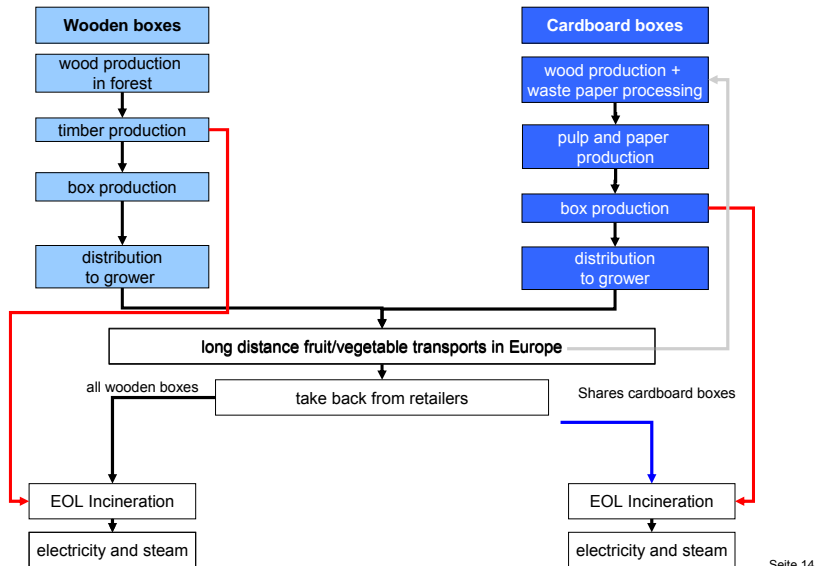 Wooden boxes
wood production
in forest
timber production
box production
distribution
to grower
Cardboard boxes
wood production +
waste paper processing
pulp and paper
production
box production
distribution
to grower
long distance fruit/vegetable transports in Europe
all wooden boxes
take back from retailers
Shares cardboard boxes
EOL Incineration
electricity and steam
EOL Incineration
electricity and steam
Seite 14